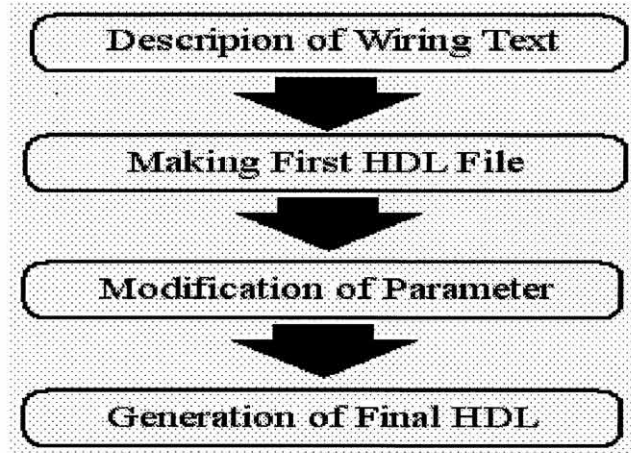 Descripion of Wiring Text
Making First HDL File
Modification of Parameter
Generation of Final HDL